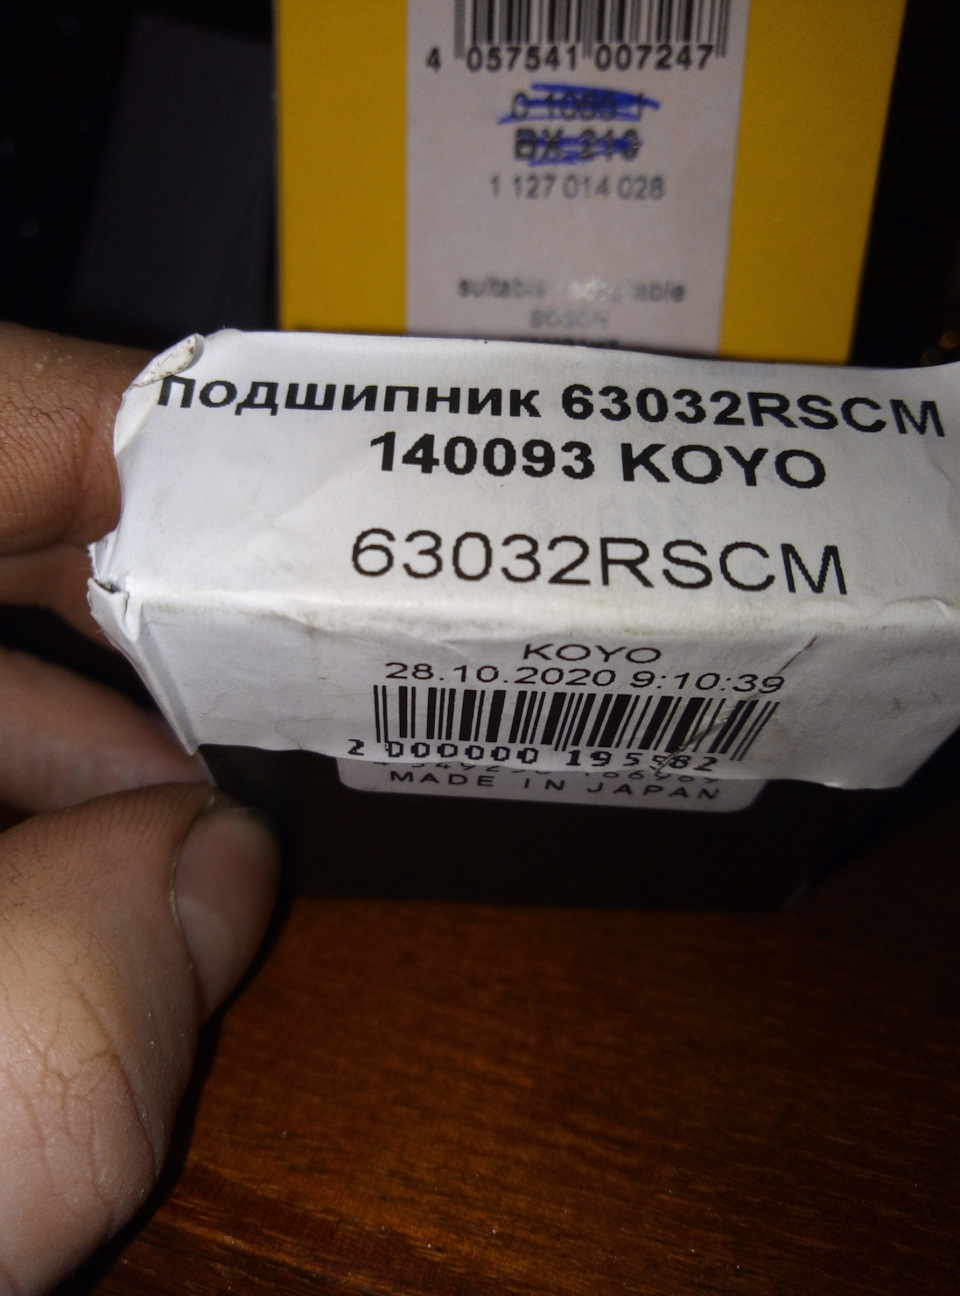 4 057541 007247
1 127 014 028
suitable
Подшипник 63032RSCM
140093 KOYO
63032RSCM
KOYO
28.10.2020 9:10:39
2 000000 195582
MADE IN JAPAN